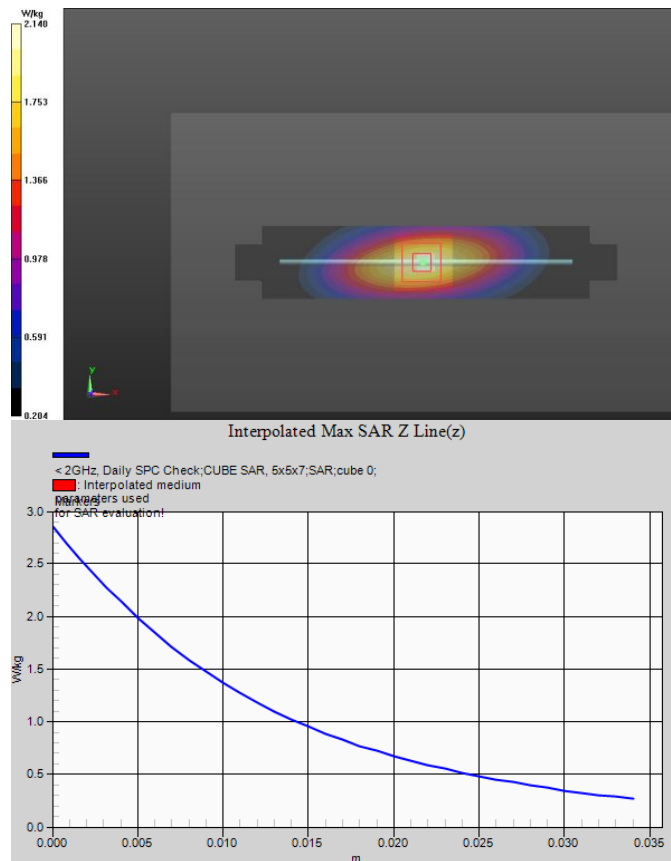 W/kg
2.140
1.753
1.366
0.978
0.591
0.204
y
x
Interpolated Max SAR Z Line(z)
< 2GHz, Daily SPC Check;CUBE SAR, 5x5x7;SAR;cube 0;
: Interpolated medium
parameters used
Markers
for SAR evaluation!
3.0
2.5
2.0
1.5
1.0
0.5
0.0
W/kg
0.000
0.005
0.010
0.015
0.020
0.025
0.030
0.035
m